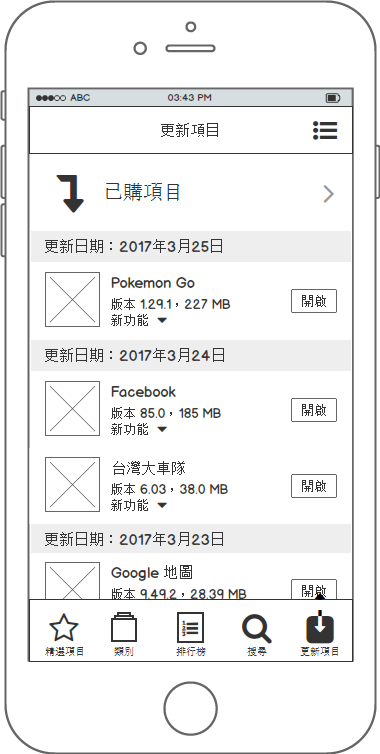 ABC 03:43 PM
更新項目
已購項目
更新日期：2017年3月25日
Pokemon Go
版本 1.29.1，227 MB
開啟
新功能
更新日期：2017年3月24日
Facebook
版本 85.0，185 MB
開啟
新功能
台灣大車隊
版本 6.03，38.0 MB
開啟
新功能
更新日期：2017年3月23日
Google 地圖
版本 9.49.2，28.39 MB
開啟
精選項目 類別 排行榜 搜尋 更新項目